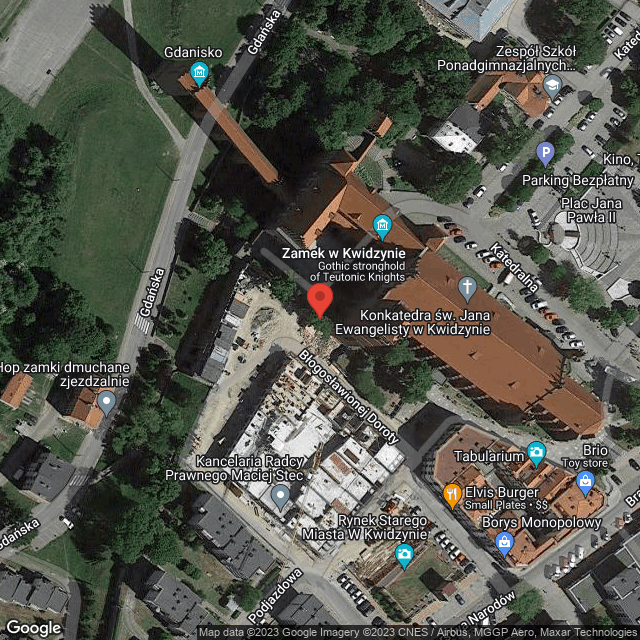 Gdanisko
Gdańska
Zespół Szkół
Ponadgimnazjalnych...
Kated
Kino,
Parking Bezpłatny
Plac Jana
Pawła II
Zamek w Kwidzynie
Gothic stronghold
of Teutonic Knights
Katedralna
Gdańska
Konkatedra św. Jana
Ewangelisty w Kwidzynie
Hop zamki dmuchane
zjezdzalnie
Błogosławionej Doroty
Tabularium
Brio
Toy store
Kancelaria Radcy
Prawnego Maciej Stec
Elvis Burger
Small Plates • $$
Borys Monopolowy
Rynek Starego
Miasta W Kwidzynie
Podjazdowa
Narodów
Google
Map data ©2023 Google Imagery ©2023 CNES / Airbus, MGGP Aero, Maxar Technologies